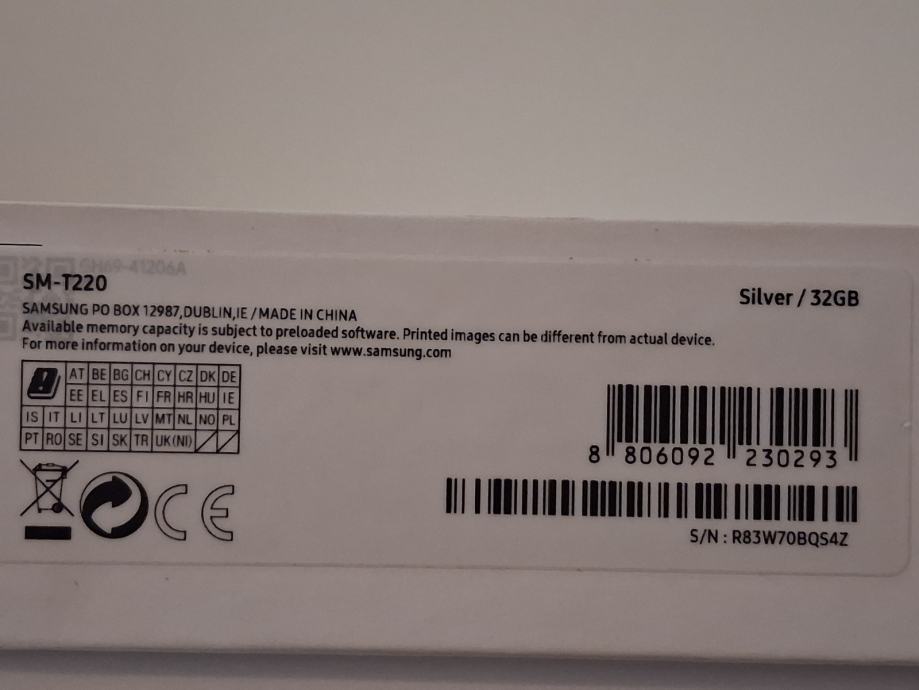 GH69-41206A
SM-T220
Silver / 32GB
SAMSUNG PO BOX 12987,DUBLIN,IE / MADE IN CHINA
Available memory capacity is subject to preloaded software. Printed images can be different from actual device.
For more information on your device, please visit www.samsung.com
AT BE BG CH CY CZ DK DE
EE EL ES FI FR HR HU IE
IS IT LI LT LU LV MT NL NO PL
PT RO SE SI SK TR UK(NI)
8 806092 230293
CE
S/N : R83W70BQS4Z